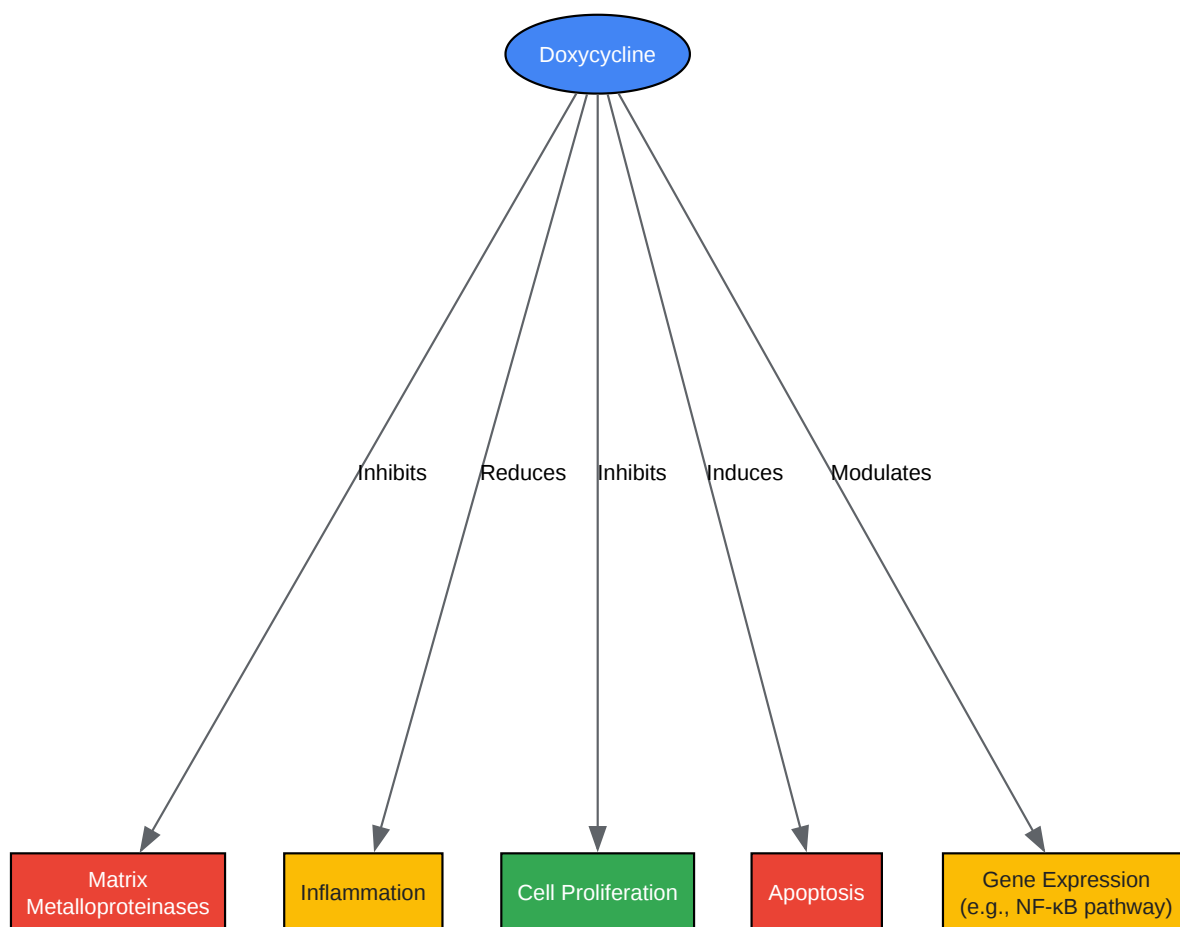 Doxycycline
Inhibits
Reduces
Inhibits
Induces
Modulates
Matrix
Metalloproteinases
Inflammation
Cell Proliferation
Apoptosis
Gene Expression
(e.g., NF-κB pathway)